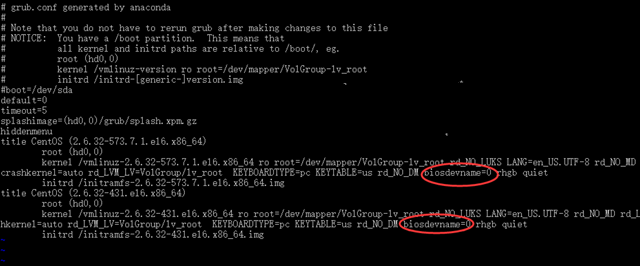 # grub.conf generated by anaconda
#
# Note that you do not have to rerun grub after making changes to this file
# NOTICE:  You have a /boot partition.  This means that
#          all kernel and initrd paths are relative to /boot/, eg.
#          root (hd0,0)
#          kernel /vmlinuz-version ro root=/dev/mapper/VolGroup-lv_root
#          initrd /initrd-[generic-]version.img
#boot=/dev/sda
default=0
timeout=5
splashimage=(hd0,0)/grub/splash.xpm.gz
hiddenmenu
title CentOS (2.6.32-573.7.1.el6.x86_64)
        root (hd0,0)
        kernel /vmlinuz-2.6.32-573.7.1.el6.x86_64 ro root=/dev/mapper/VolGroup-lv_root rd_NO_LUKS LANG=en_US.UTF-8 rd_NO_MD
crashkernel=auto rd_LVM_LV=VolGroup/lv_root  KEYBOARDTYPE=pc KEYTABLE=us rd_NO_DM biosdevname=0 rhgb quiet
        initrd /initramfs-2.6.32-573.7.1.el6.x86_64.img
title CentOS (2.6.32-431.el6.x86_64)
        root (hd0,0)
        kernel /vmlinuz-2.6.32-431.el6.x86_64 ro root=/dev/mapper/VolGroup-lv_root rd_NO_LUKS LANG=en_US.UTF-8 rd_NO_MD rd_L
hkernel=auto rd_LVM_LV=VolGroup/lv_root  KEYBOARDTYPE=pc KEYTABLE=us rd_NO_DM biosdevname=0 rhgb quiet
        initrd /initramfs-2.6.32-431.el6.x86_64.img
~
~